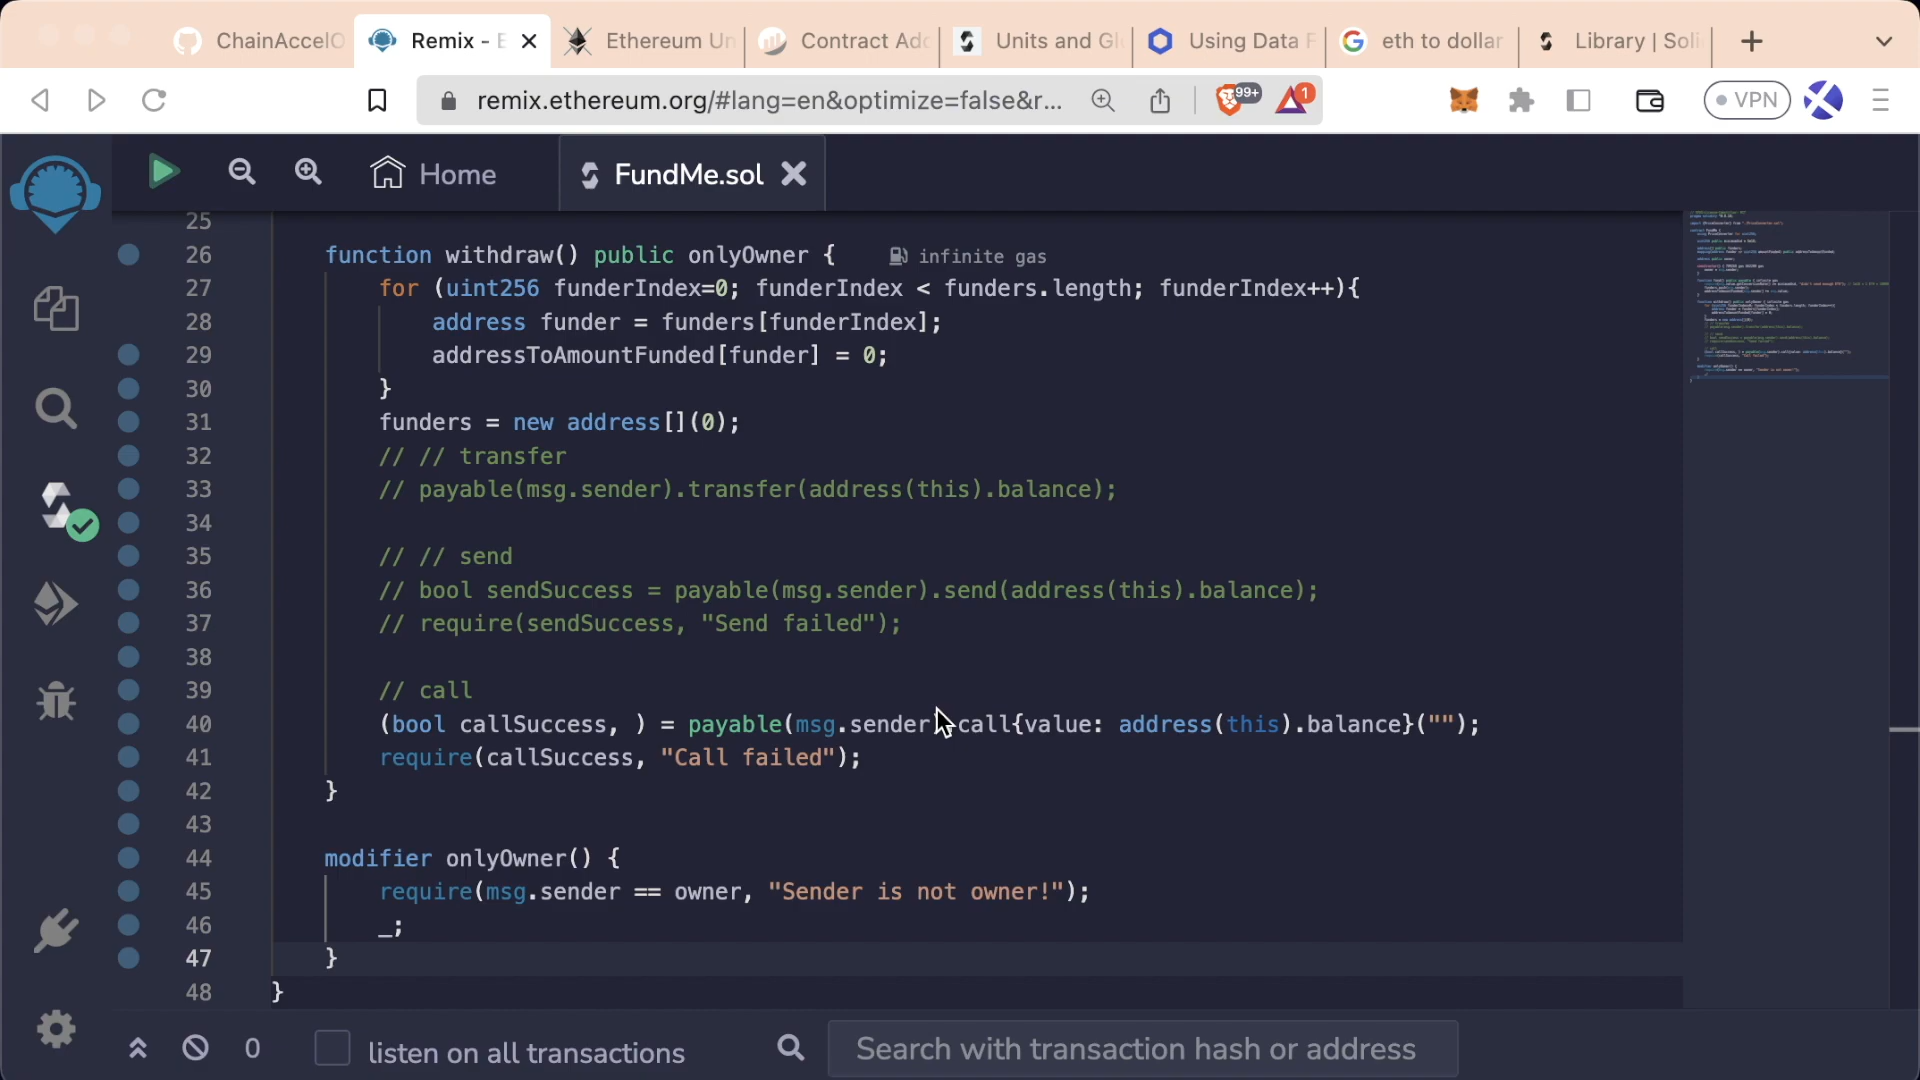 ChainAccelO
Remix - E
Ethereum Un
Contract Add
Units and Gl
Using Data F
eth to dollar
Library | Soli
remix.ethereum.org/#lang=en&optimize=false&r...
99+
1
VPN
Home
FundMe.sol
25
26 function withdraw() public onlyOwner { infinite gas
27 for (uint256 funderIndex=0; funderIndex < funders.length; funderIndex++){
28 address funder = funders[funderIndex];
29 addressToAmountFunded[funder] = 0;
30 }
31 funders = new address[](0);
32 // // transfer
33 // payable(msg.sender).transfer(address(this).balance);
34
35 // // send
36 // bool sendSuccess = payable(msg.sender).send(address(this).balance);
37 // require(sendSuccess, "Send failed");
38
39 // call
40 (bool callSuccess, ) = payable(msg.sender).call{value: address(this).balance}("");
41 require(callSuccess, "Call failed");
42 }
43
44 modifier onlyOwner() {
45 require(msg.sender == owner, "Sender is not owner!");
46 _;
47 }
48 }
0
listen on all transactions
Search with transaction hash or address